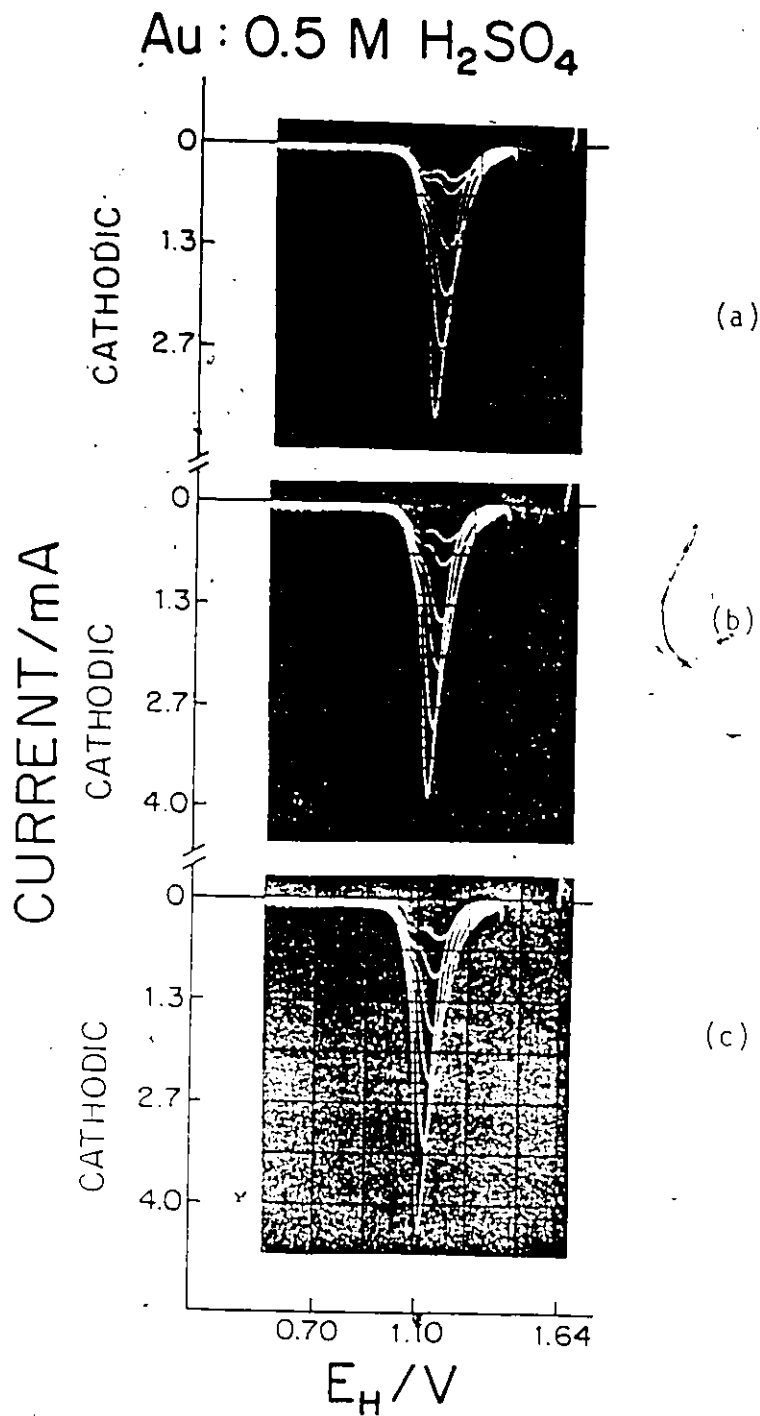 Au : 0.5 M H₂SO₄
CURRENT/mA
CATHODIC
0
1.3
2.7
(a)
CATHODIC
0
1.3
2.7
4.0
(b)
CATHODIC
0
1.3
2.7
4.0
(c)
0.70 1.10 1.64
E_H/V